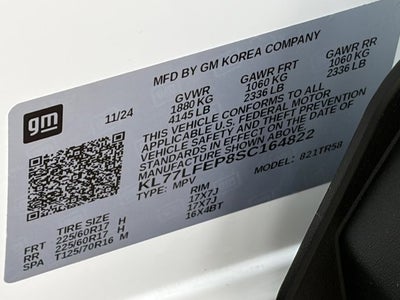 gm
MFD BY GM KOREA COMPANY
11/24
GVWR GAWR FRT GAWR RR
1880 KG 1060 KG 1060 KG
4145 LB 2336 LB 2336 LB
THIS VEHICLE CONFORMS TO ALL
APPLICABLE U.S. FEDERAL MOTOR
VEHICLE SAFETY AND THEFT PREVENTION
STANDARDS IN EFFECT ON THE DATE OF
MANUFACTURE SHOWN ABOVE.
KL77LFEP8SC164822
TYPE: MPV MODEL: 821TR58
TIRE SIZE RIM
FRT 225/60R17 H 17X7J
RR 225/60R17 H 17X7J
SPA T125/70R16 M 16X4BT